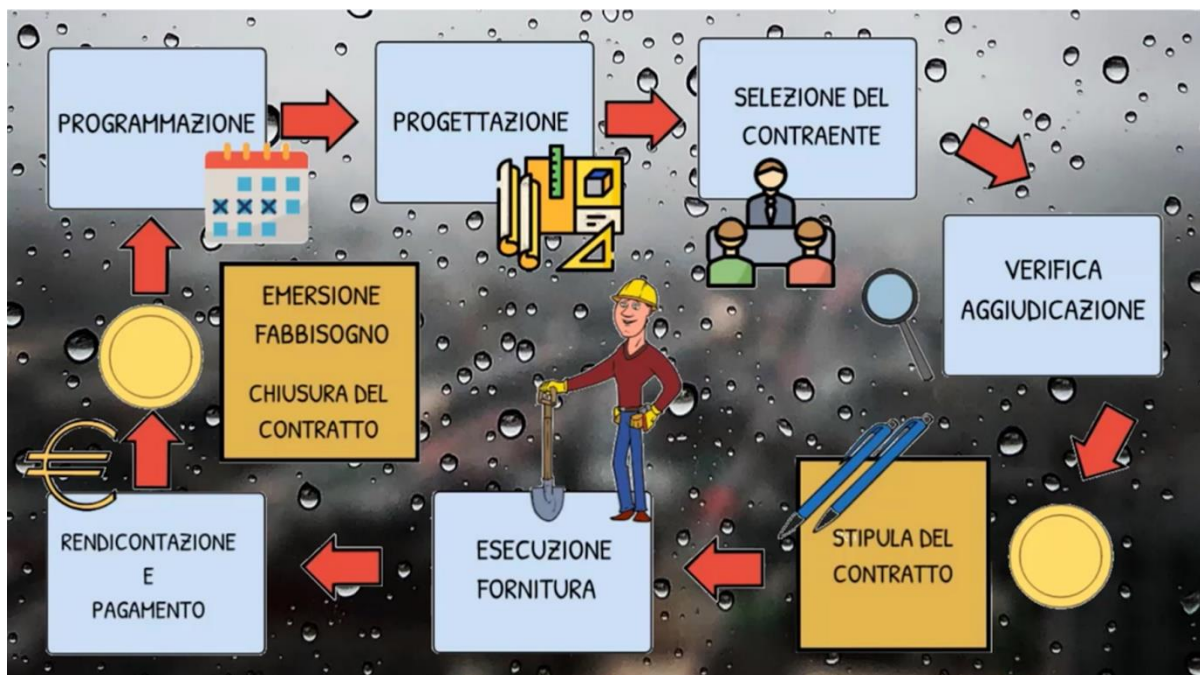 PROGRAMMAZIONE
PROGETTAZIONE
SELEZIONE DEL
CONTRAENTE
VERIFICA
AGGIUDICAZIONE
EMERSIONE
FABBISOGNO
CHIUSURA DEL
CONTRATTO
RENDICONTAZIONE
E
PAGAMENTO
ESECUZIONE
FORNITURA
STIPULA DEL
CONTRATTO